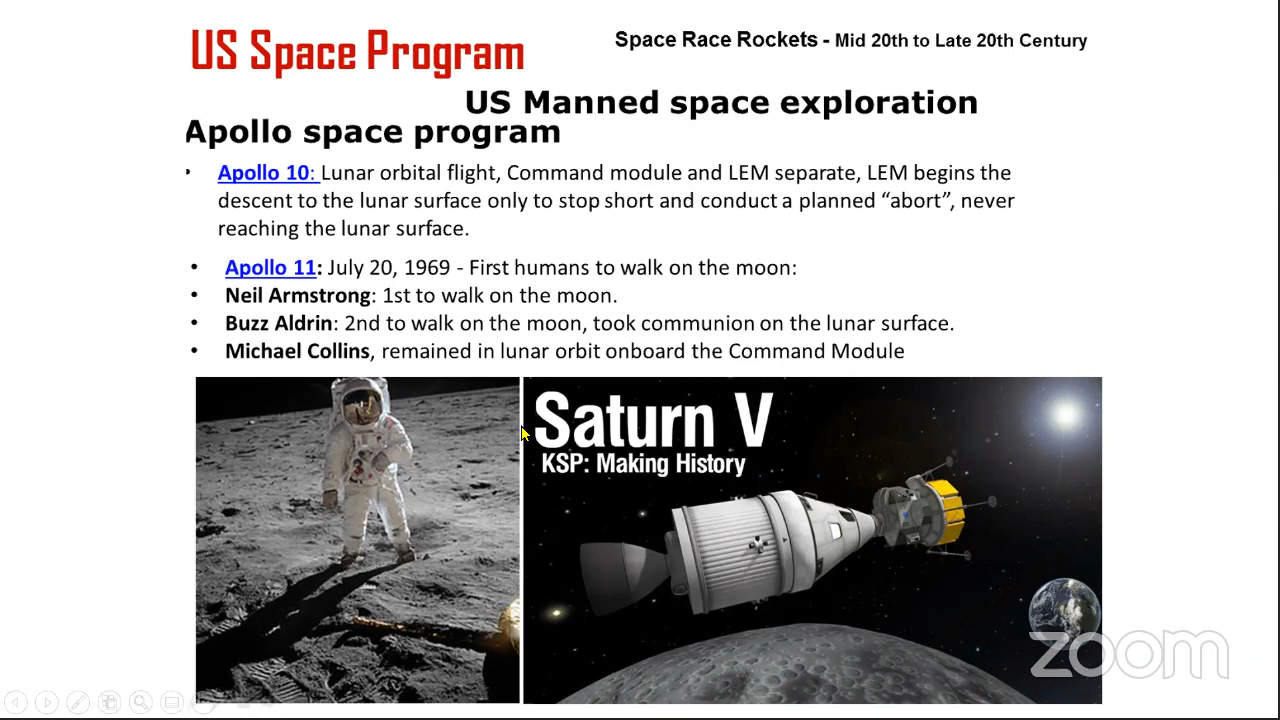 US Space Program
Space Race Rockets - Mid 20th to Late 20th Century
US Manned space exploration
Apollo space program
• Apollo 10: Lunar orbital flight, Command module and LEM separate, LEM begins the
descent to the lunar surface only to stop short and conduct a planned “abort”, never
reaching the lunar surface.
• Apollo 11: July 20, 1969 - First humans to walk on the moon:
• Neil Armstrong: 1st to walk on the moon.
• Buzz Aldrin: 2nd to walk on the moon, took communion on the lunar surface.
• Michael Collins, remained in lunar orbit onboard the Command Module
Saturn V
KSP: Making History
zoom